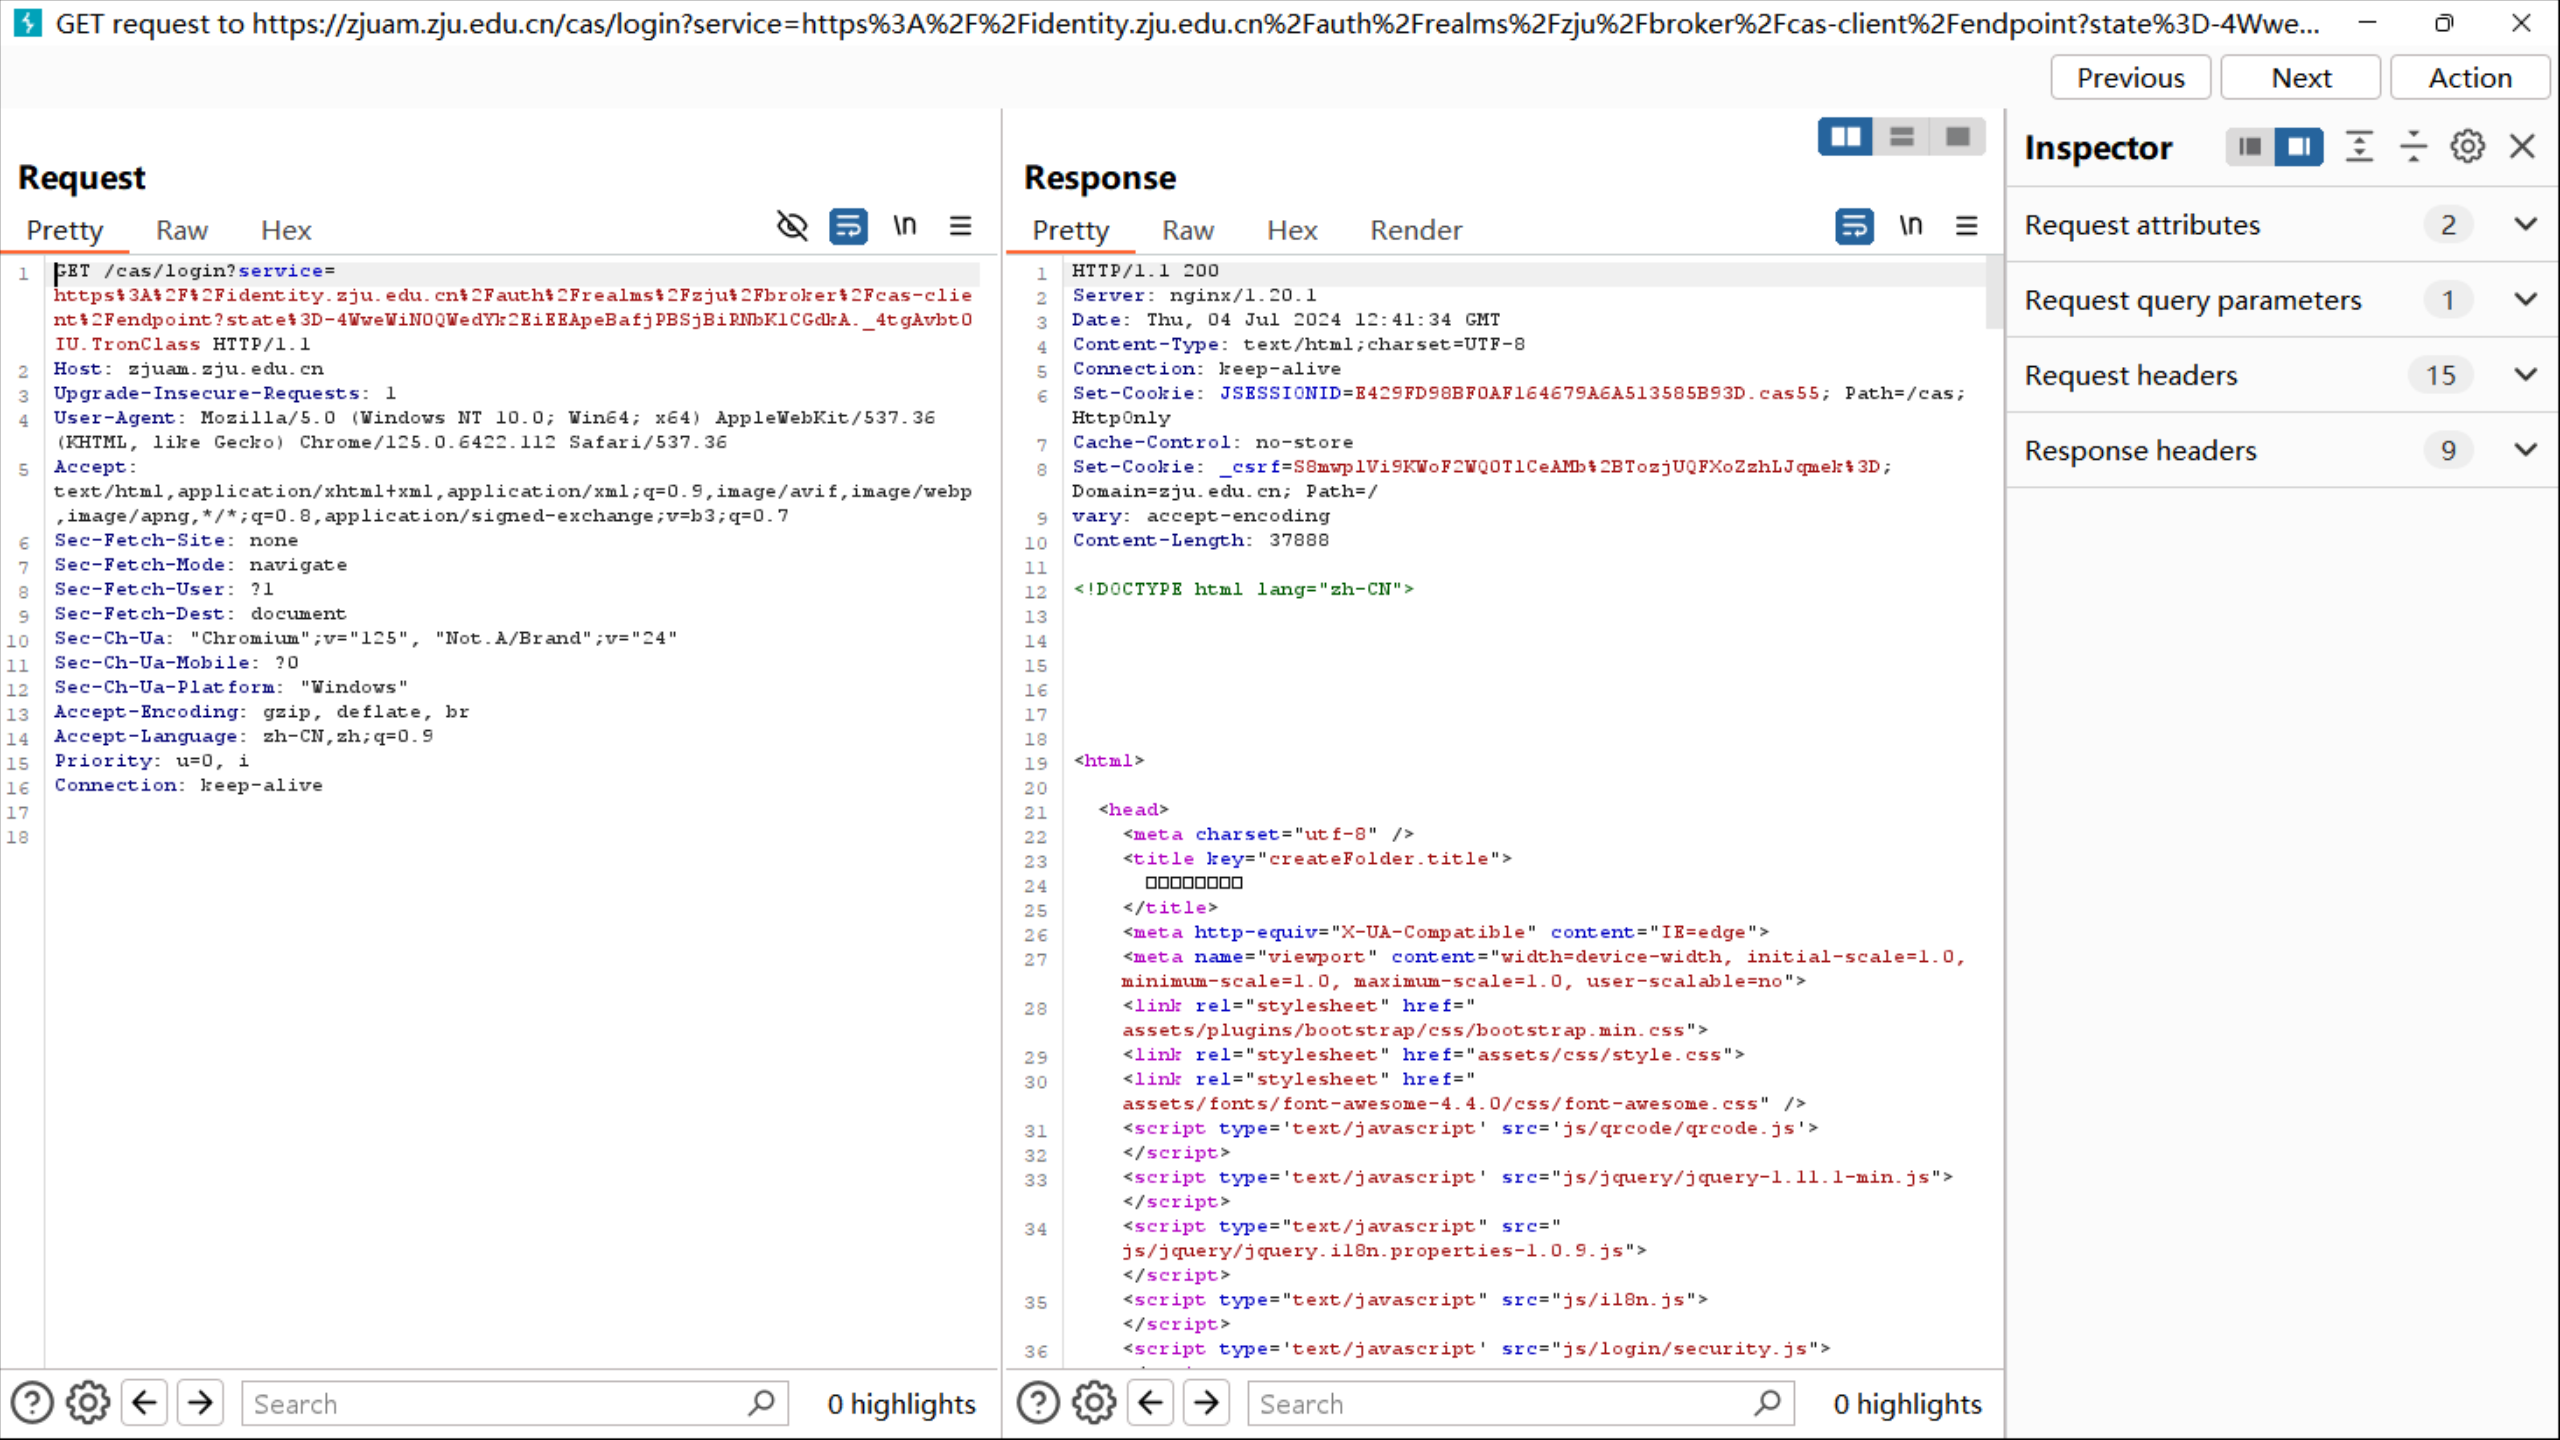 GET request to https://zjuam.zju.edu.cn/cas/login?service=https%3A%2F%2Fidentity.zju.edu.cn%2Fauth%2Frealms%2Fzju%2Fbroker%2Fcas-client%2Fendpoint?state%3D-4Wwe...
Previous
Next
Action
Request
Pretty
Raw
Hex
\n
1 GET /cas/login?service=
https%3A%2F%2Fidentity.zju.edu.cn%2Fauth%2Frealms%2Fzju%2Fbroker%2Fcas-clie
nt%2Fendpoint?state%3D-4WweWiN0QWedYk2EiEEApeBafjPBSjBiRNbKlCGdkA._4tgAvbt0
IU.TronClass HTTP/1.1
2 Host: zjuam.zju.edu.cn
3 Upgrade-Insecure-Requests: 1
4 User-Agent: Mozilla/5.0 (Windows NT 10.0; Win64; x64) AppleWebKit/537.36
(KHTML, like Gecko) Chrome/125.0.6422.112 Safari/537.36
5 Accept:
text/html,application/xhtml+xml,application/xml;q=0.9,image/avif,image/webp
,image/apng,*/*;q=0.8,application/signed-exchange;v=b3;q=0.7
6 Sec-Fetch-Site: none
7 Sec-Fetch-Mode: navigate
8 Sec-Fetch-User: ?1
9 Sec-Fetch-Dest: document
10 Sec-Ch-Ua: "Chromium";v="125", "Not.A/Brand";v="24"
11 Sec-Ch-Ua-Mobile: ?0
12 Sec-Ch-Ua-Platform: "Windows"
13 Accept-Encoding: gzip, deflate, br
14 Accept-Language: zh-CN,zh;q=0.9
15 Priority: u=0, i
16 Connection: keep-alive
17
18
Search
0 highlights
Response
Pretty
Raw
Hex
Render
\n
1 HTTP/1.1 200
2 Server: nginx/1.20.1
3 Date: Thu, 04 Jul 2024 12:41:34 GMT
4 Content-Type: text/html;charset=UTF-8
5 Connection: keep-alive
6 Set-Cookie: JSESSIONID=E429FD98BF0AF164679A6A513585B93D.cas55; Path=/cas;
HttpOnly
7 Cache-Control: no-store
8 Set-Cookie: _csrf=S8mwplVi9KWoF2WQ0TlCeAMb%2BTozjUQFXoZzhLJqmek%3D;
Domain=zju.edu.cn; Path=/
9 vary: accept-encoding
10 Content-Length: 37888
11
12 <!DOCTYPE html lang="zh-CN">
13
14
15
16
17
18
19 <html>
20
21 <head>
22 <meta charset="utf-8" />
23 <title key="createFolder.title">
24 □□□□□□□□
25 </title>
26 <meta http-equiv="X-UA-Compatible" content="IE=edge">
27 <meta name="viewport" content="width=device-width, initial-scale=1.0,
minimum-scale=1.0, maximum-scale=1.0, user-scalable=no">
28 <link rel="stylesheet" href="
assets/plugins/bootstrap/css/bootstrap.min.css">
29 <link rel="stylesheet" href="assets/css/style.css">
30 <link rel="stylesheet" href="
assets/fonts/font-awesome-4.4.0/css/font-awesome.css" />
31 <script type='text/javascript' src='js/qrcode/qrcode.js'>
32 </script>
33 <script type='text/javascript' src="js/jquery/jquery-1.11.1-min.js">
</script>
34 <script type="text/javascript" src="
js/jquery/jquery.i18n.properties-1.0.9.js">
</script>
35 <script type="text/javascript" src="js/i18n.js">
</script>
36 <script type='text/javascript' src="js/login/security.js">
Search
0 highlights
Inspector
Request attributes 2
Request query parameters 1
Request headers 15
Response headers 9